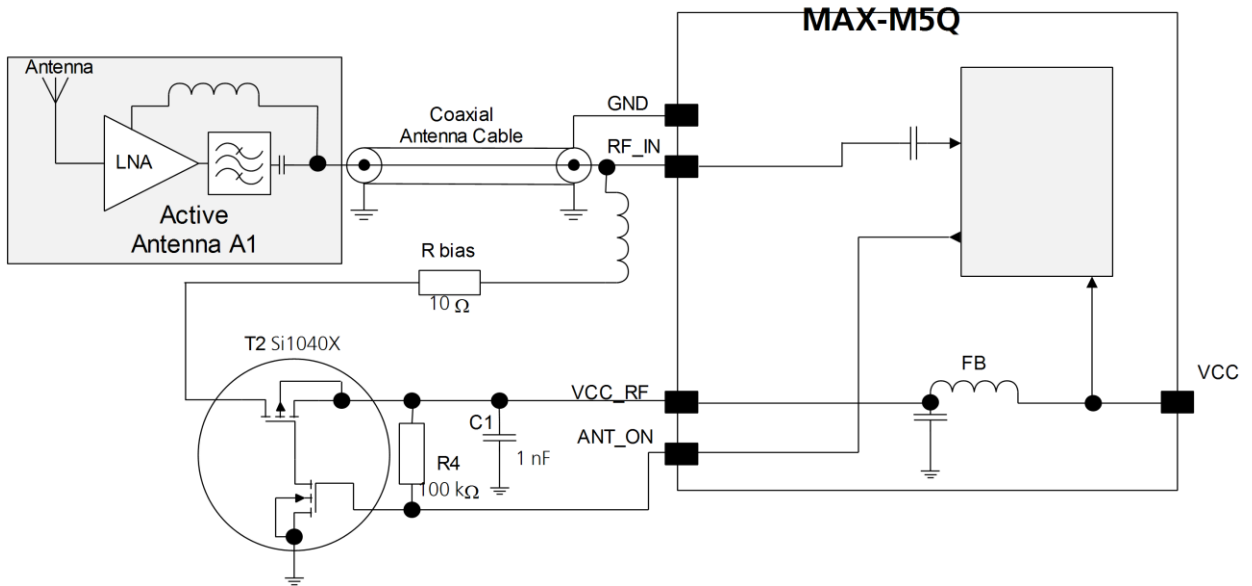 MAX-M5Q
Antenna
LNA
Active
Antenna A1
Coaxial
Antenna Cable
GND
RF_IN
R bias
10 Ω
T2 Si1040X
VCC_RF
ANT_ON
C1
1 nF
R4
100 kΩ
FB
VCC